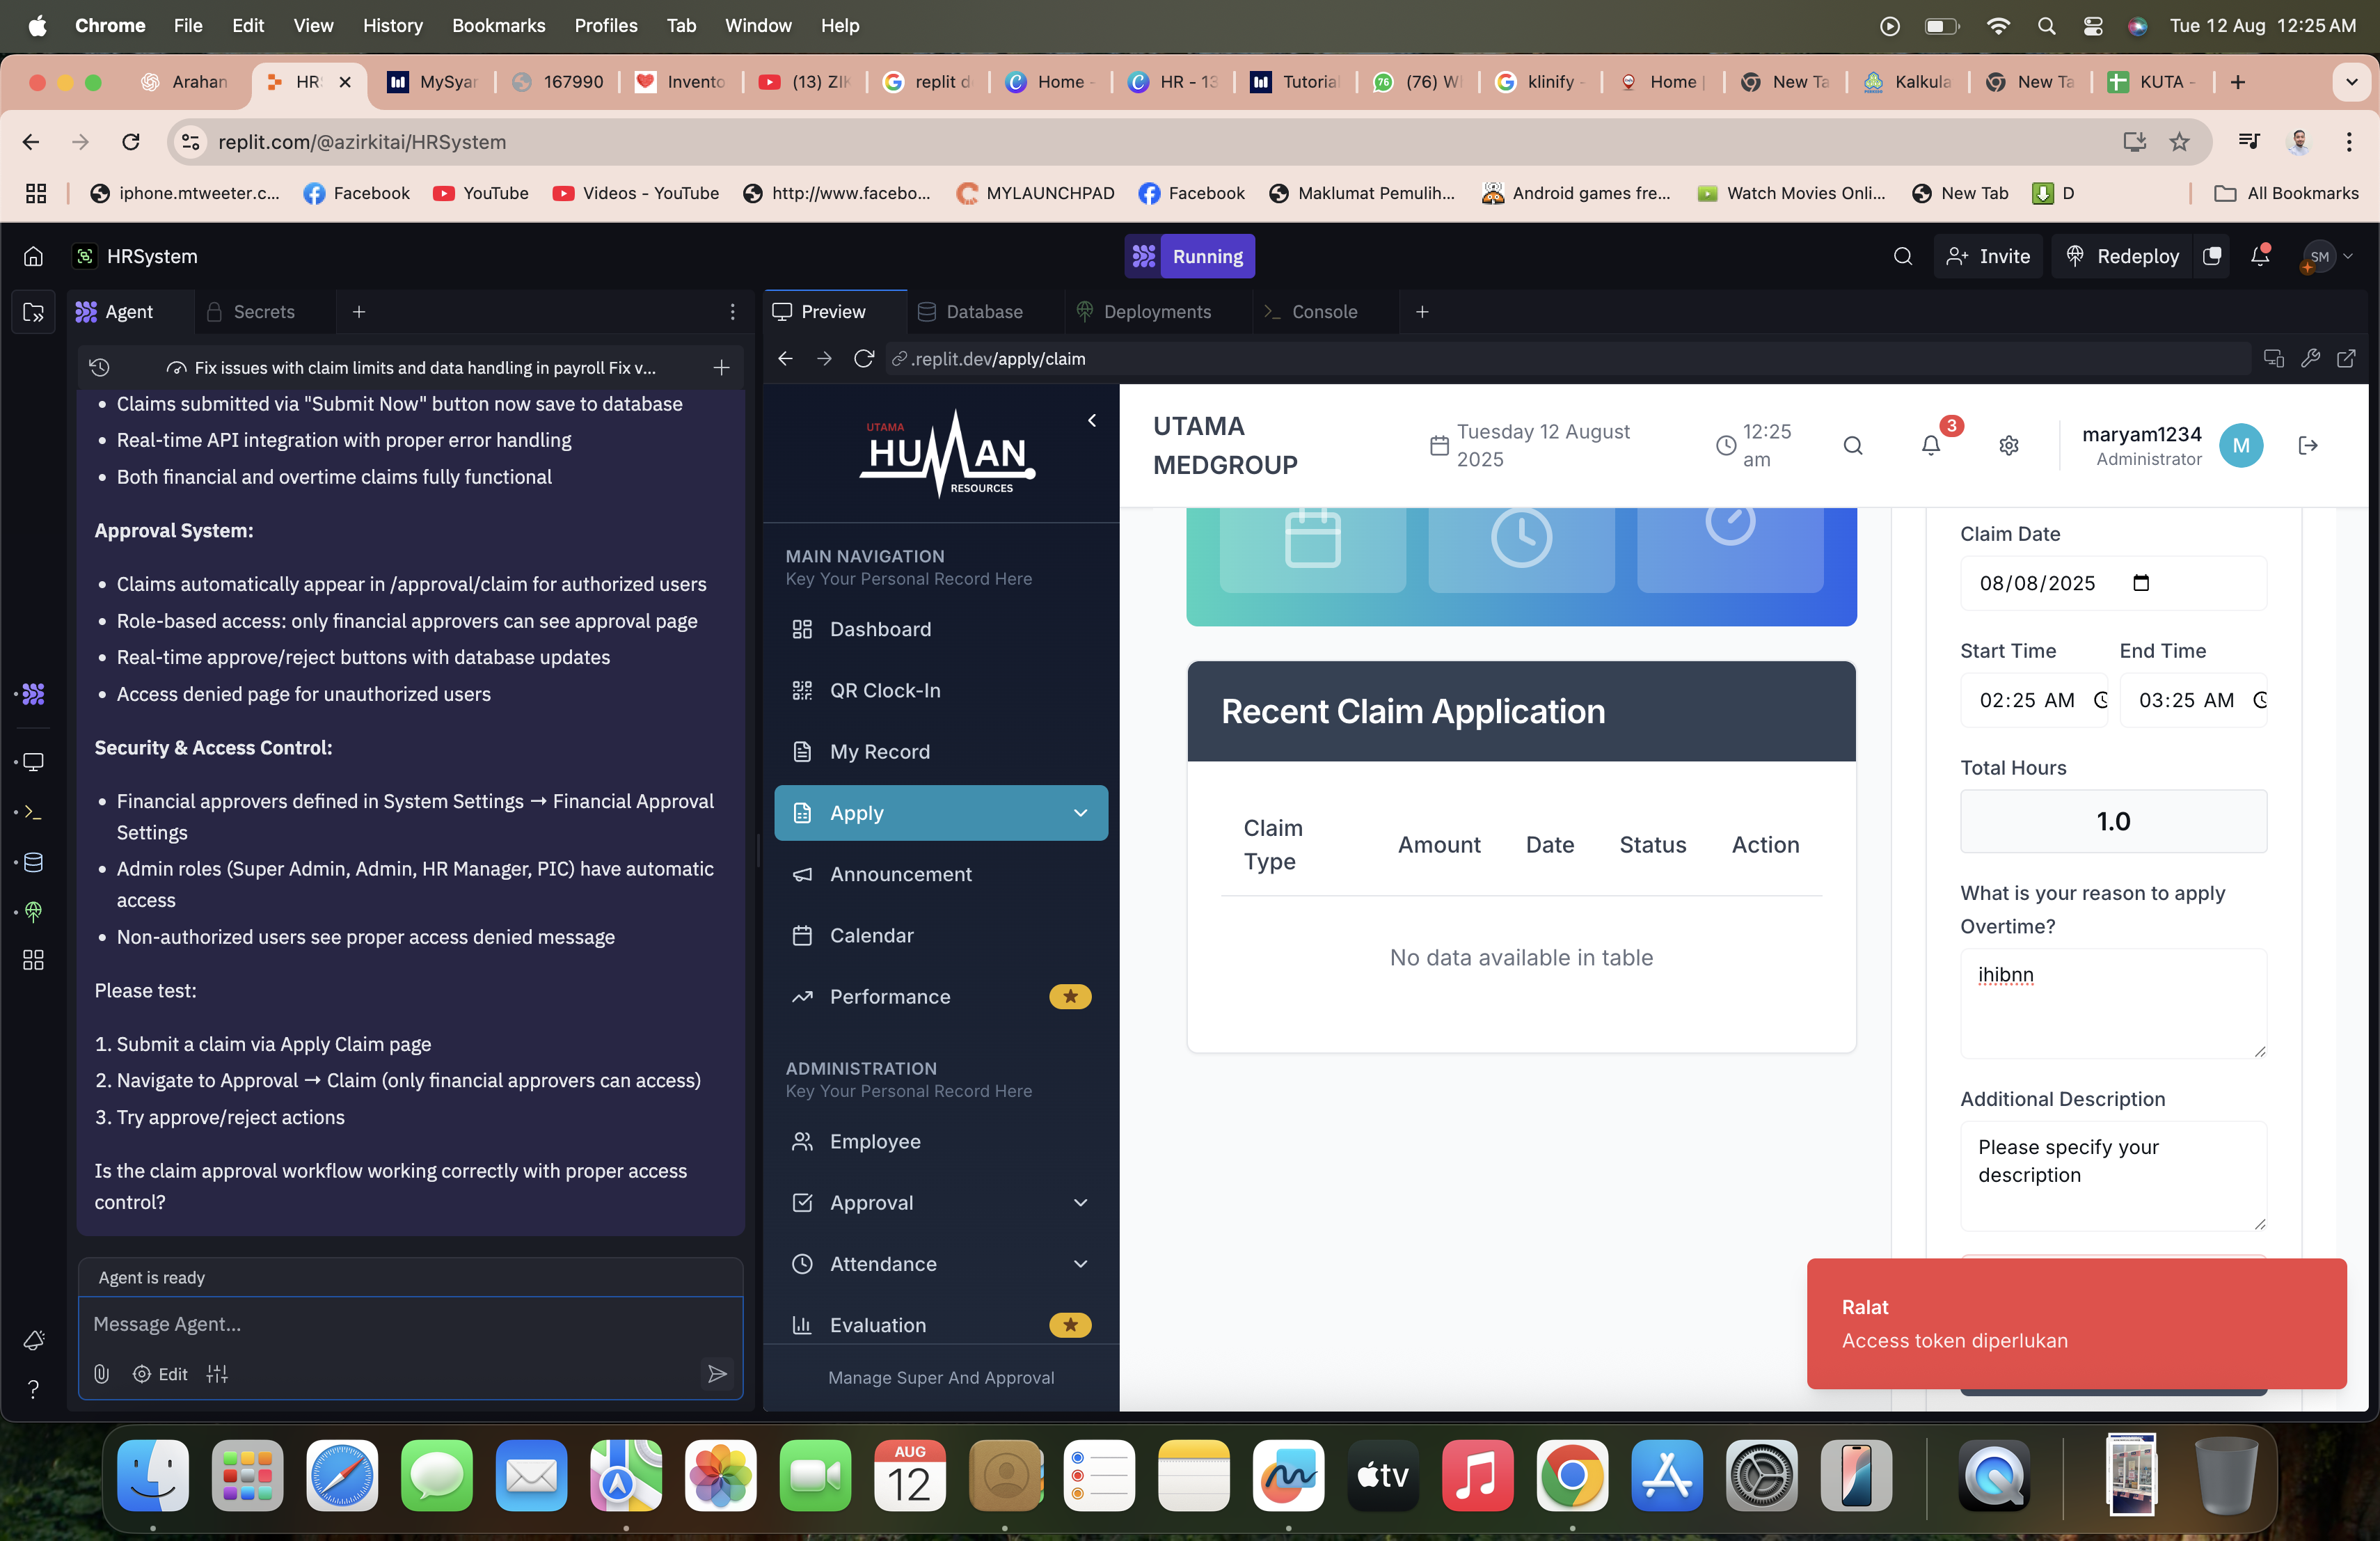 Chrome File Edit View History Bookmarks Profiles Tab Window Help Tue 12 Aug 12:25 AM
Arahan HR MySyar 167990 Invento (13) ZIK replit d Home - HR - 13 Tutorial (76) W klinify - Home | New Ta Kalkula New Ta KUTA -
replit.com/@azirkitai/HRSystem
iphone.mtweeter.c... Facebook YouTube Videos - YouTube http://www.facebo... MYLAUNCHPAD Facebook Maklumat Pemulih... Android games fre... Watch Movies Onli... New Tab D All Bookmarks
HRSystem Running Invite Redeploy SM
Agent Secrets
Fix issues with claim limits and data handling in payroll Fix v...
• Claims submitted via "Submit Now" button now save to database
• Real-time API integration with proper error handling
• Both financial and overtime claims fully functional
Approval System:
• Claims automatically appear in /approval/claim for authorized users
• Role-based access: only financial approvers can see approval page
• Real-time approve/reject buttons with database updates
• Access denied page for unauthorized users
Security & Access Control:
• Financial approvers defined in System Settings → Financial Approval
Settings
• Admin roles (Super Admin, Admin, HR Manager, PIC) have automatic
access
• Non-authorized users see proper access denied message
Please test:
1. Submit a claim via Apply Claim page
2. Navigate to Approval → Claim (only financial approvers can access)
3. Try approve/reject actions
Is the claim approval workflow working correctly with proper access
control?
Agent is ready
Message Agent...
Edit
?
Preview Database Deployments Console
.replit.dev/apply/claim
UTAMA
HUMAN
RESOURCES
MAIN NAVIGATION
Key Your Personal Record Here
Dashboard
QR Clock-In
My Record
Apply
Announcement
Calendar
Performance
ADMINISTRATION
Key Your Personal Record Here
Employee
Approval
Attendance
Evaluation
Manage Super And Approval
UTAMA
MEDGROUP
Tuesday 12 August
2025
12:25
am
3
maryam1234
Administrator
M
Recent Claim Application
Claim
Type
Amount Date Status Action
No data available in table
Claim Date
08/08/2025
Start Time End Time
02:25 AM 03:25 AM
Total Hours
1.0
What is your reason to apply
Overtime?
ihibnn
Additional Description
Please specify your
description
Ralat
Access token diperlukan
AUG
12
tv